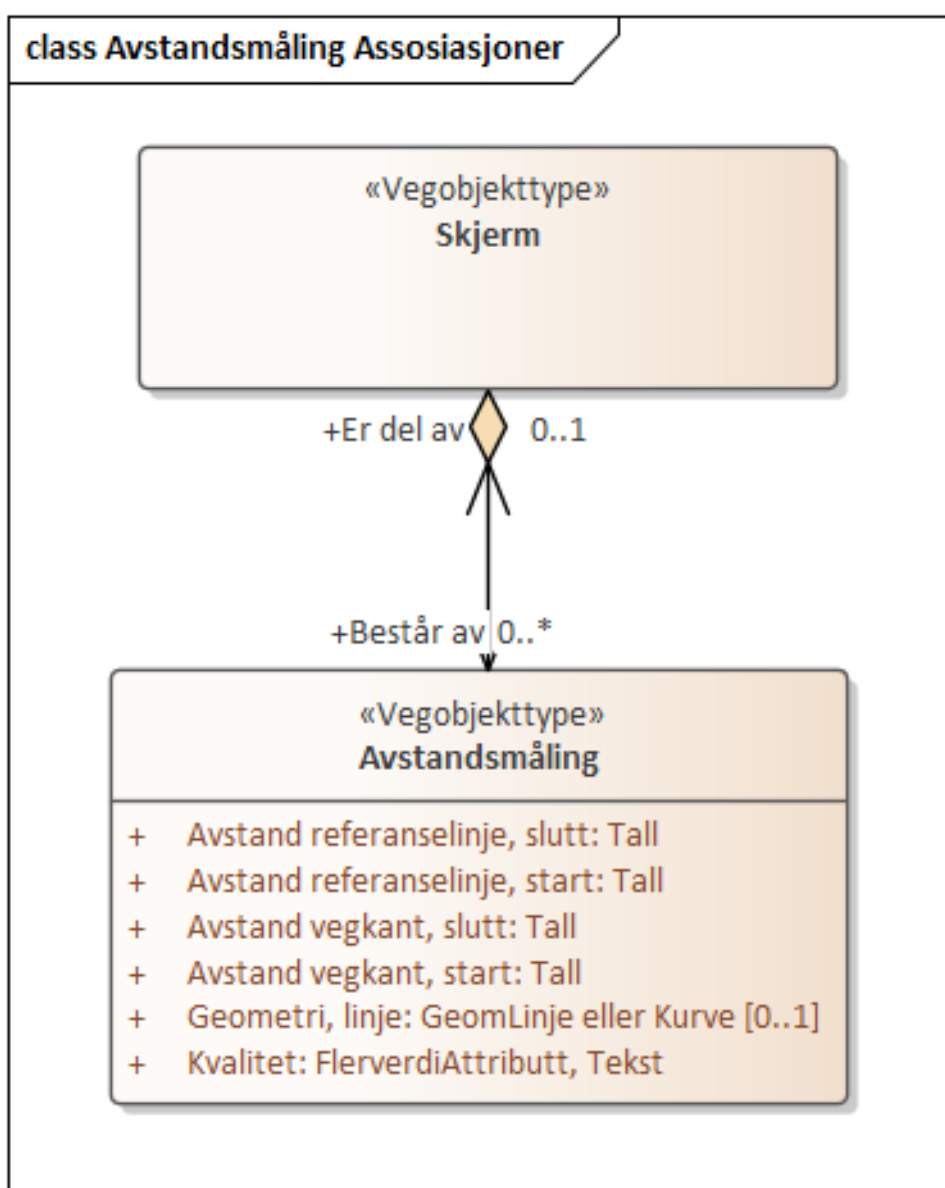 class Avstandsmåling Assosiasjoner
«Vegobjekttype»
Skjerm
+Er del av 0..1
+Består av 0..*
«Vegobjekttype»
Avstandsmåling
+ Avstand referanselinje, slutt: Tall
+ Avstand referanselinje, start: Tall
+ Avstand vegkant, slutt: Tall
+ Avstand vegkant, start: Tall
+ Geometri, linje: GeomLinje eller Kurve [0..1]
+ Kvalitet: FlerverdiAttributt, Tekst